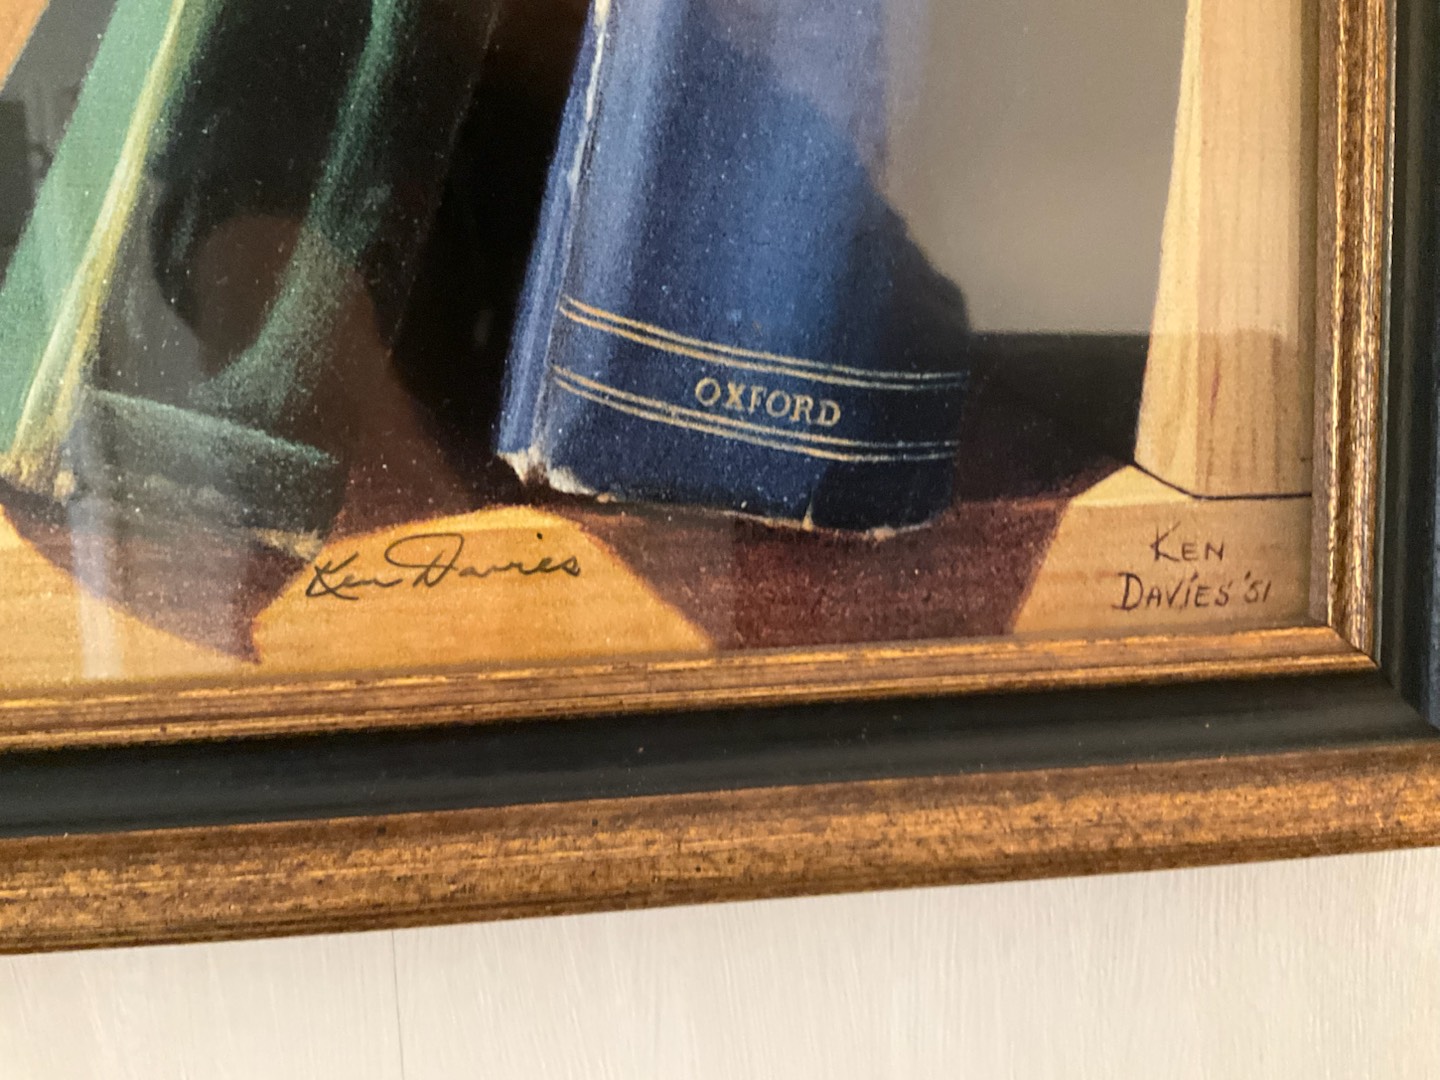 OXFORD
Ken Davies
KEN
DAVIES '51